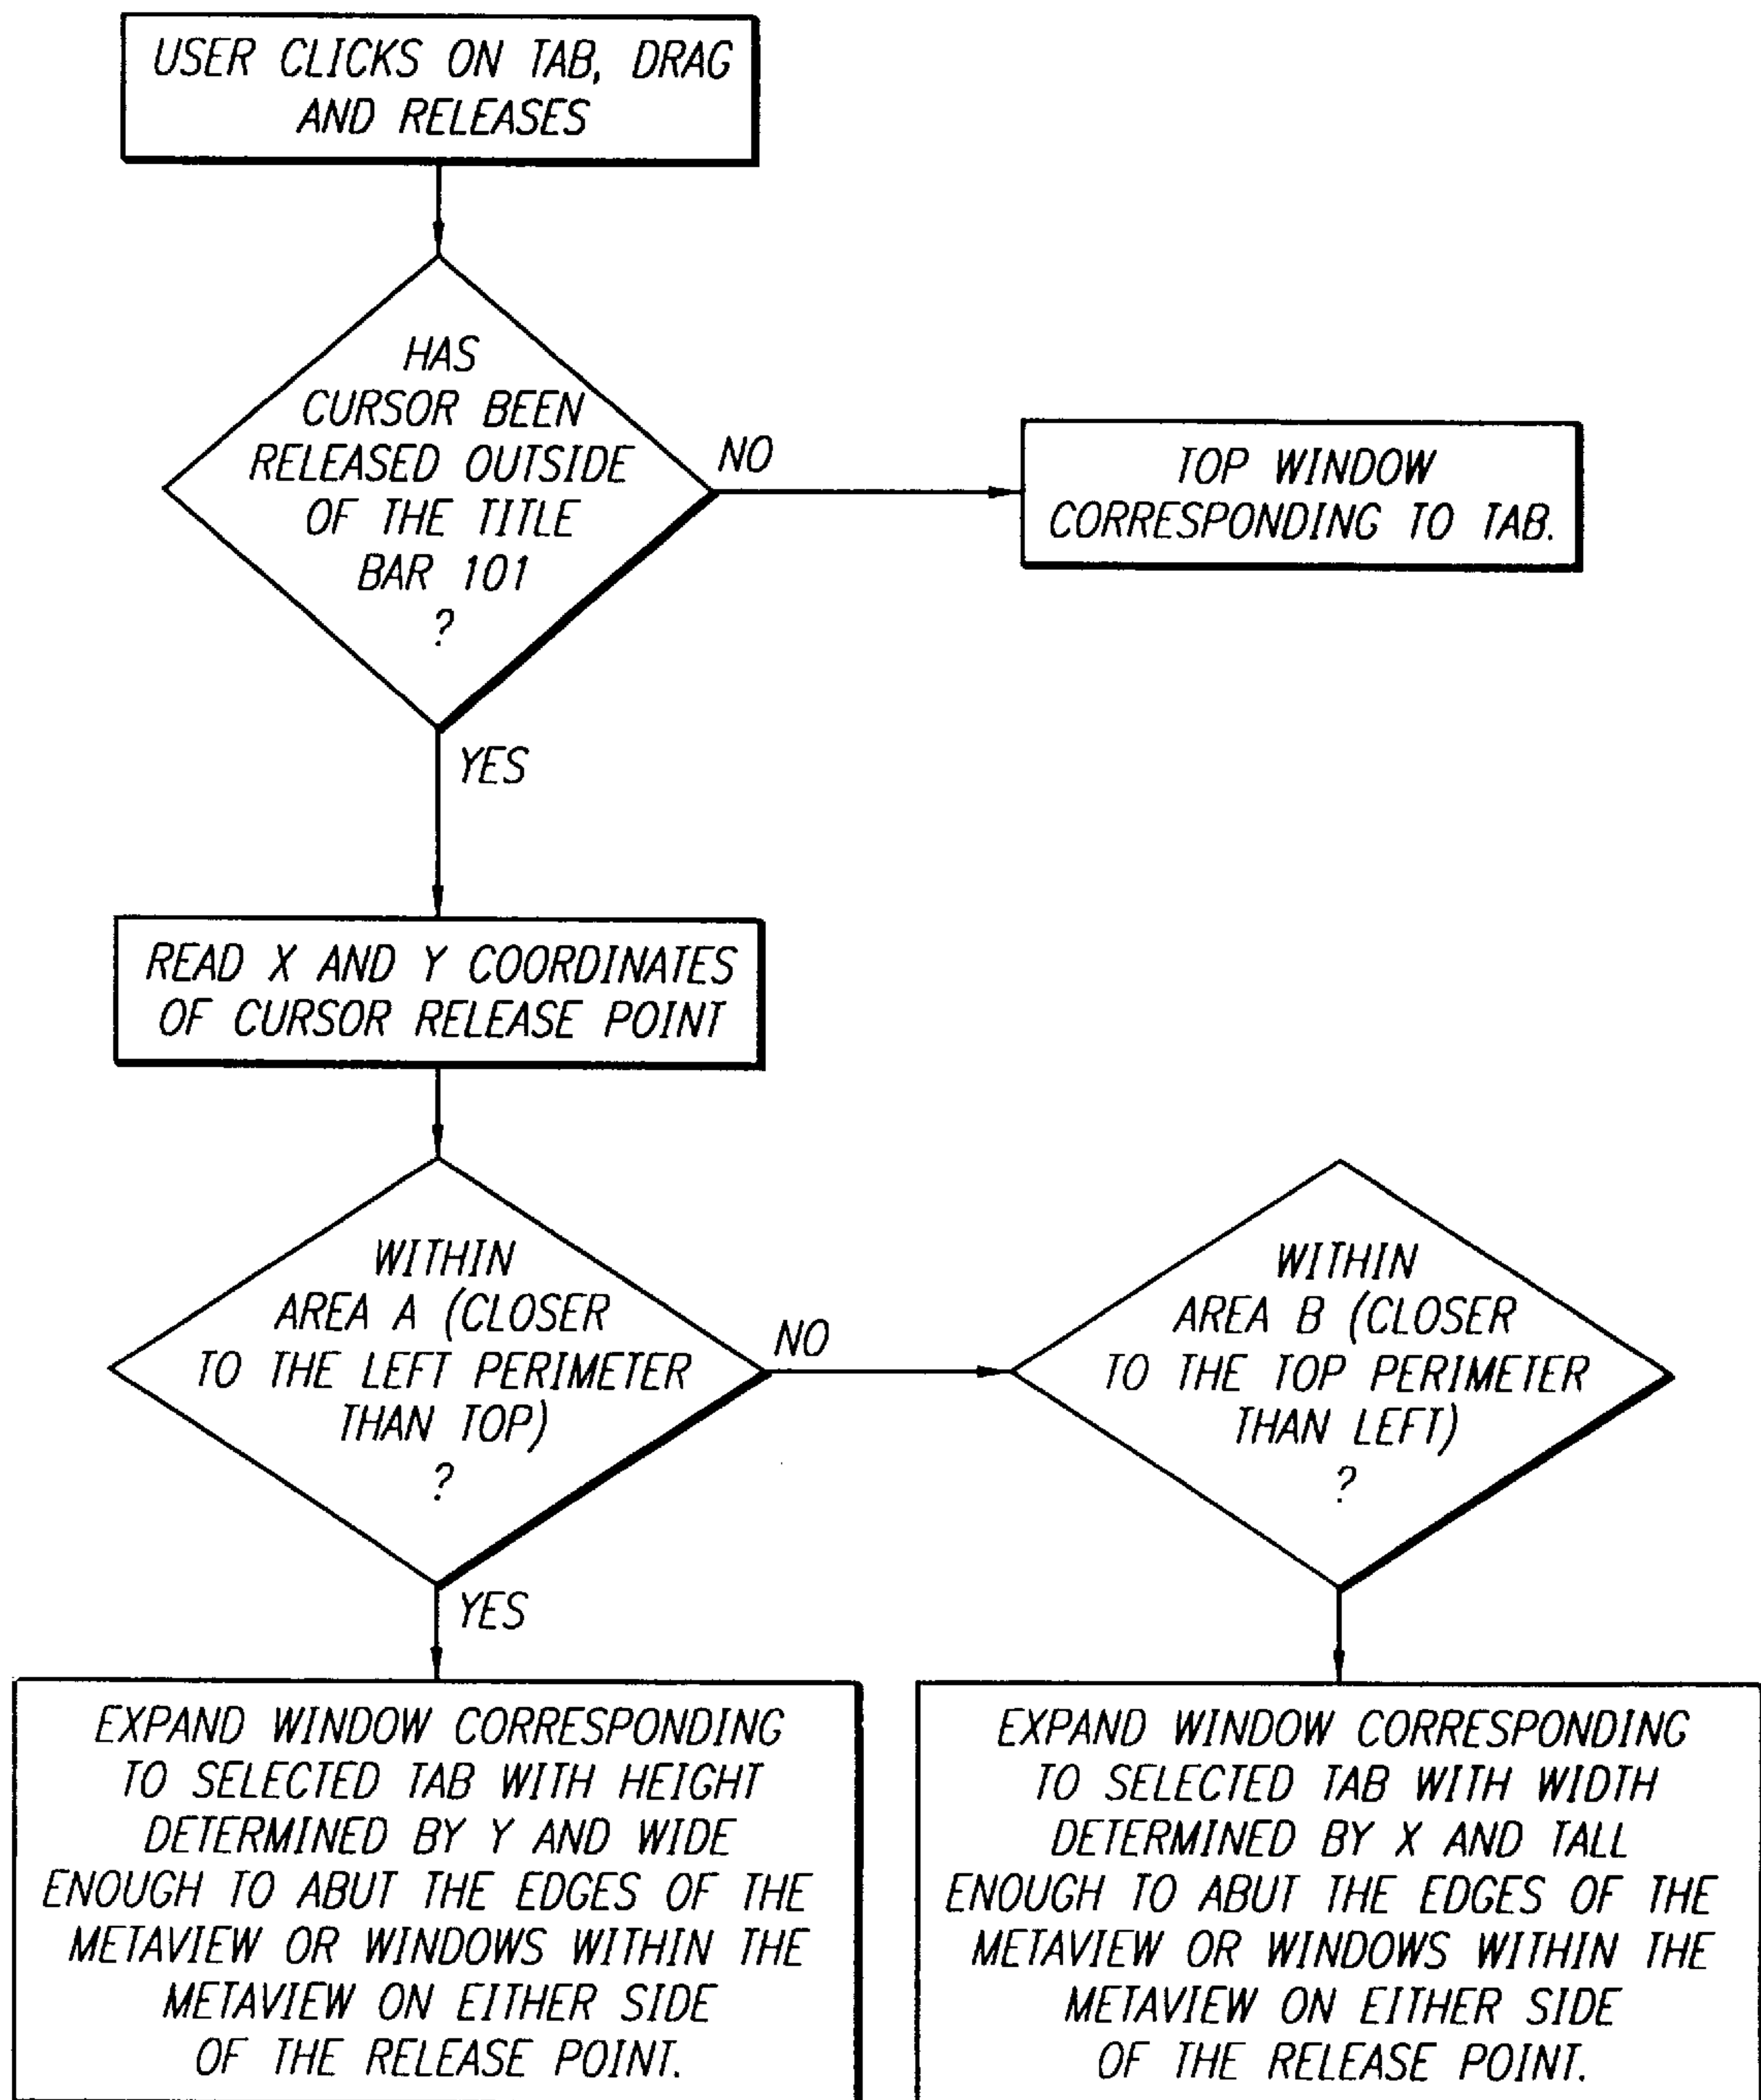 USER CLICKS ON TAB, DRAG
AND RELEASES
HAS
CURSOR BEEN
RELEASED OUTSIDE
OF THE TITLE
BAR 101
?
NO
TOP WINDOW
CORRESPONDING TO TAB.
YES
READ X AND Y COORDINATES
OF CURSOR RELEASE POINT
WITHIN
AREA A (CLOSER
TO THE LEFT PERIMETER
THAN TOP)
?
NO
WITHIN
AREA B (CLOSER
TO THE TOP PERIMETER
THAN LEFT)
?
YES
EXPAND WINDOW CORRESPONDING
TO SELECTED TAB WITH HEIGHT
DETERMINED BY Y AND WIDE
ENOUGH TO ABUT THE EDGES OF THE
METAVIEW OR WINDOWS WITHIN THE
METAVIEW ON EITHER SIDE
OF THE RELEASE POINT.
EXPAND WINDOW CORRESPONDING
TO SELECTED TAB WITH WIDTH
DETERMINED BY X AND TALL
ENOUGH TO ABUT THE EDGES OF THE
METAVIEW OR WINDOWS WITHIN THE
METAVIEW ON EITHER SIDE
OF THE RELEASE POINT.